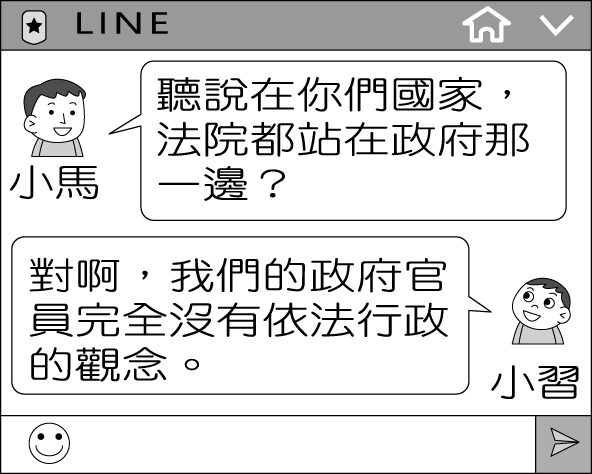 LINE
聽說在你們國家，
法院都站在政府那
一邊？
小馬
對啊，我們的政府官
員完全沒有依法行政
的觀念。
小習